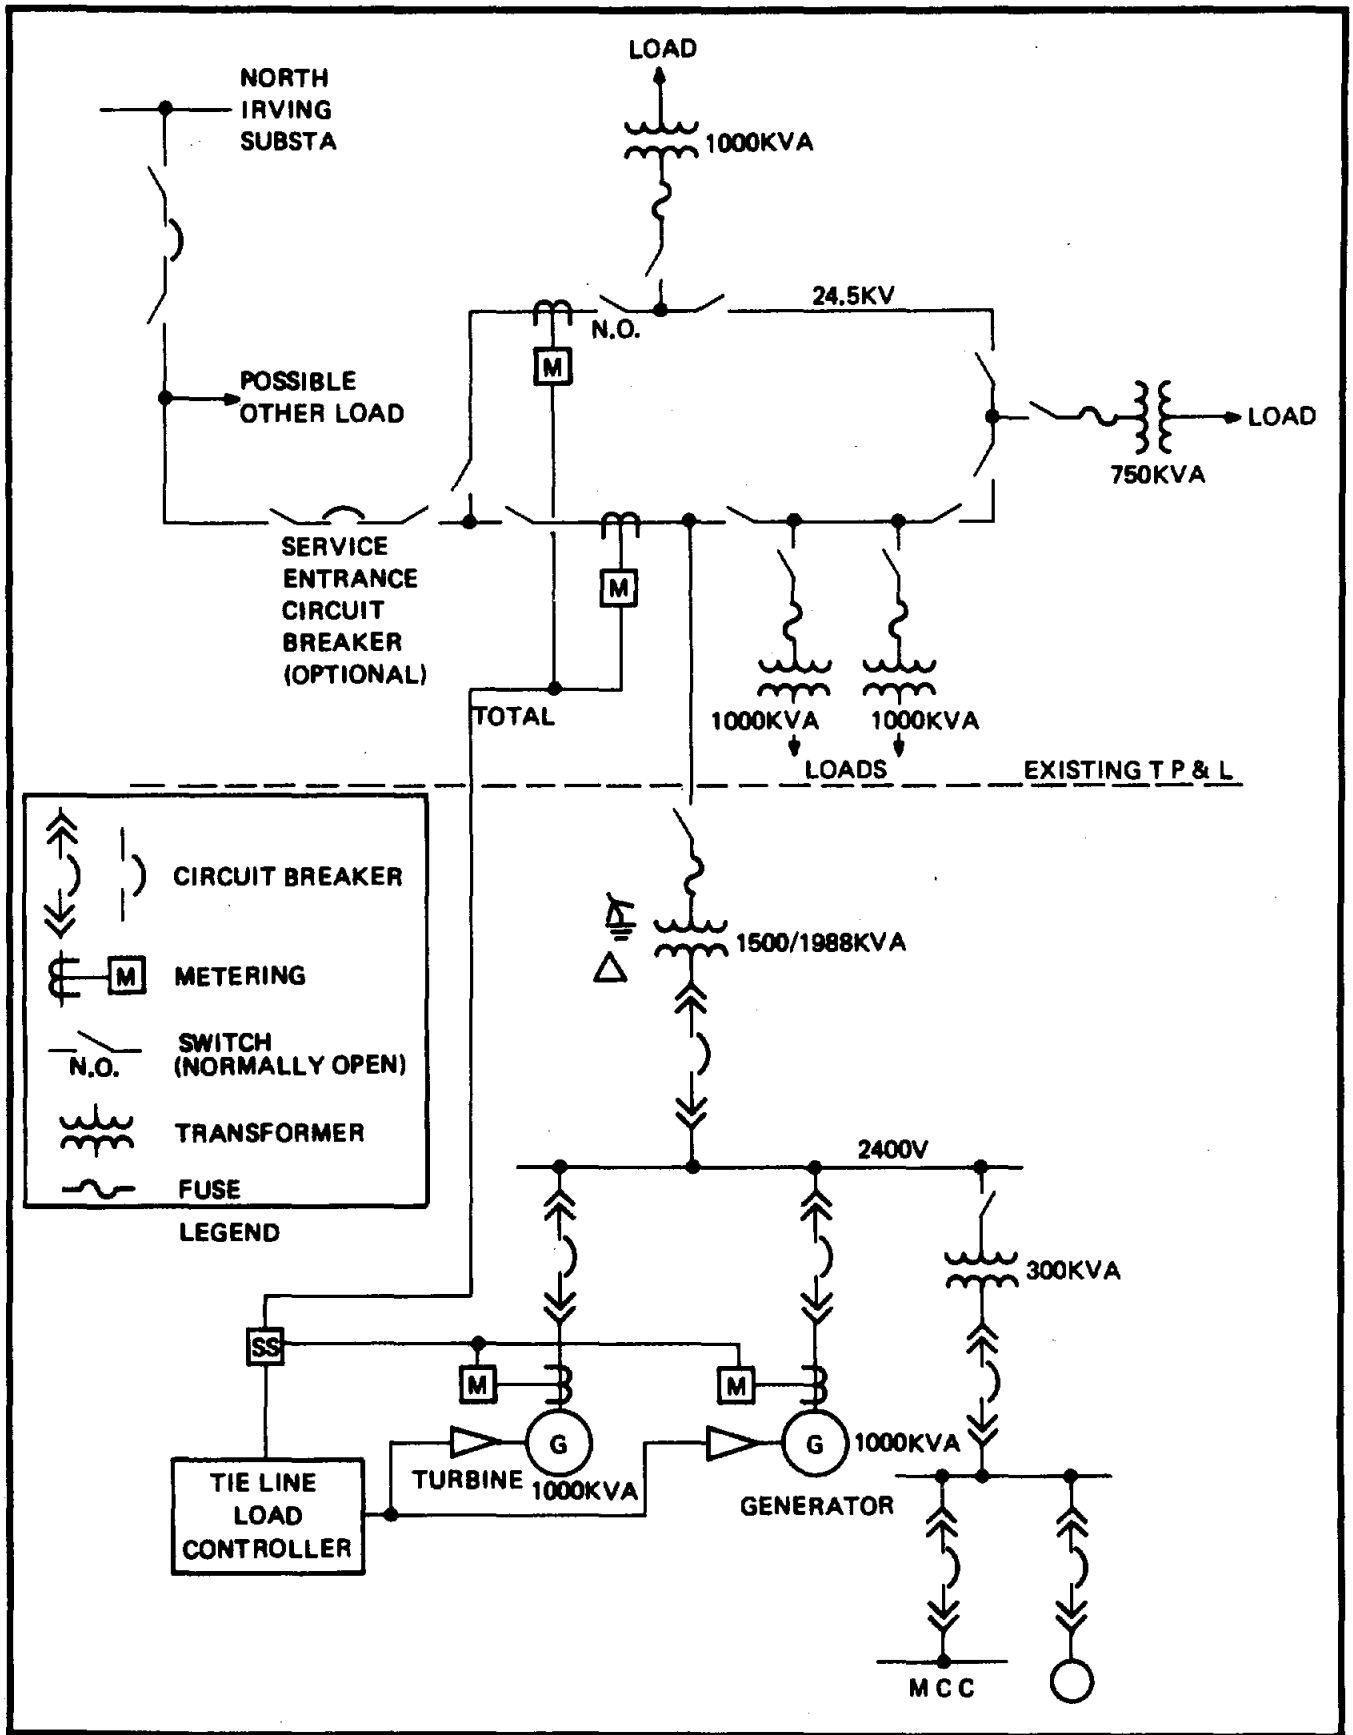 LOAD
NORTH
IRVING
SUBSTA
1000KVA
24.5KV
N.O.
M
POSSIBLE
OTHER LOAD
LOAD
750KVA
SERVICE
ENTRANCE
CIRCUIT
BREAKER
(OPTIONAL)
M
TOTAL
1000KVA
1000KVA
LOADS
EXISTING T P & L
CIRCUIT BREAKER
M
METERING
N.O.
SWITCH
(NORMALLY OPEN)
TRANSFORMER
FUSE
LEGEND
1500/1988KVA
2400V
300KVA
SS
M
M
G
G
1000KVA
TURBINE
1000KVA
GENERATOR
TIE LINE
LOAD
CONTROLLER
M C C